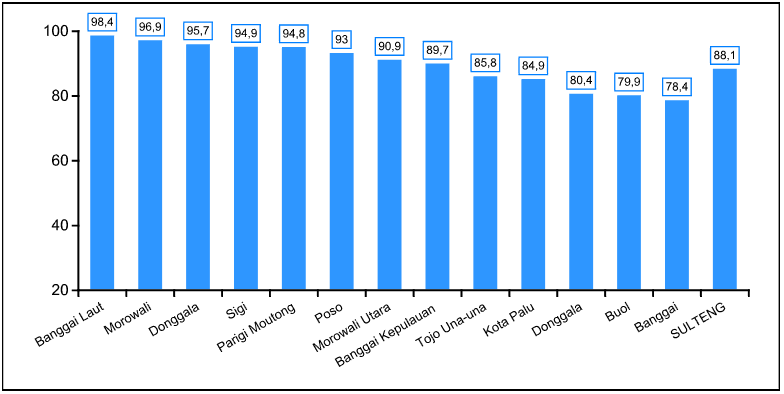 100
80
60
40
20
98,4
96,9
95,7
94,9
94,8
93
90,9
89,7
85,8
84,9
80,4
79,9
78,4
88,1
Banggai Laut
Morowali
Donggala
Sigi
Parigi Moutong
Poso
Morowali Utara
Banggai Kepulauan
Tojo Una-una
Kota Palu
Donggala
Buol
Banggai
SULTENG